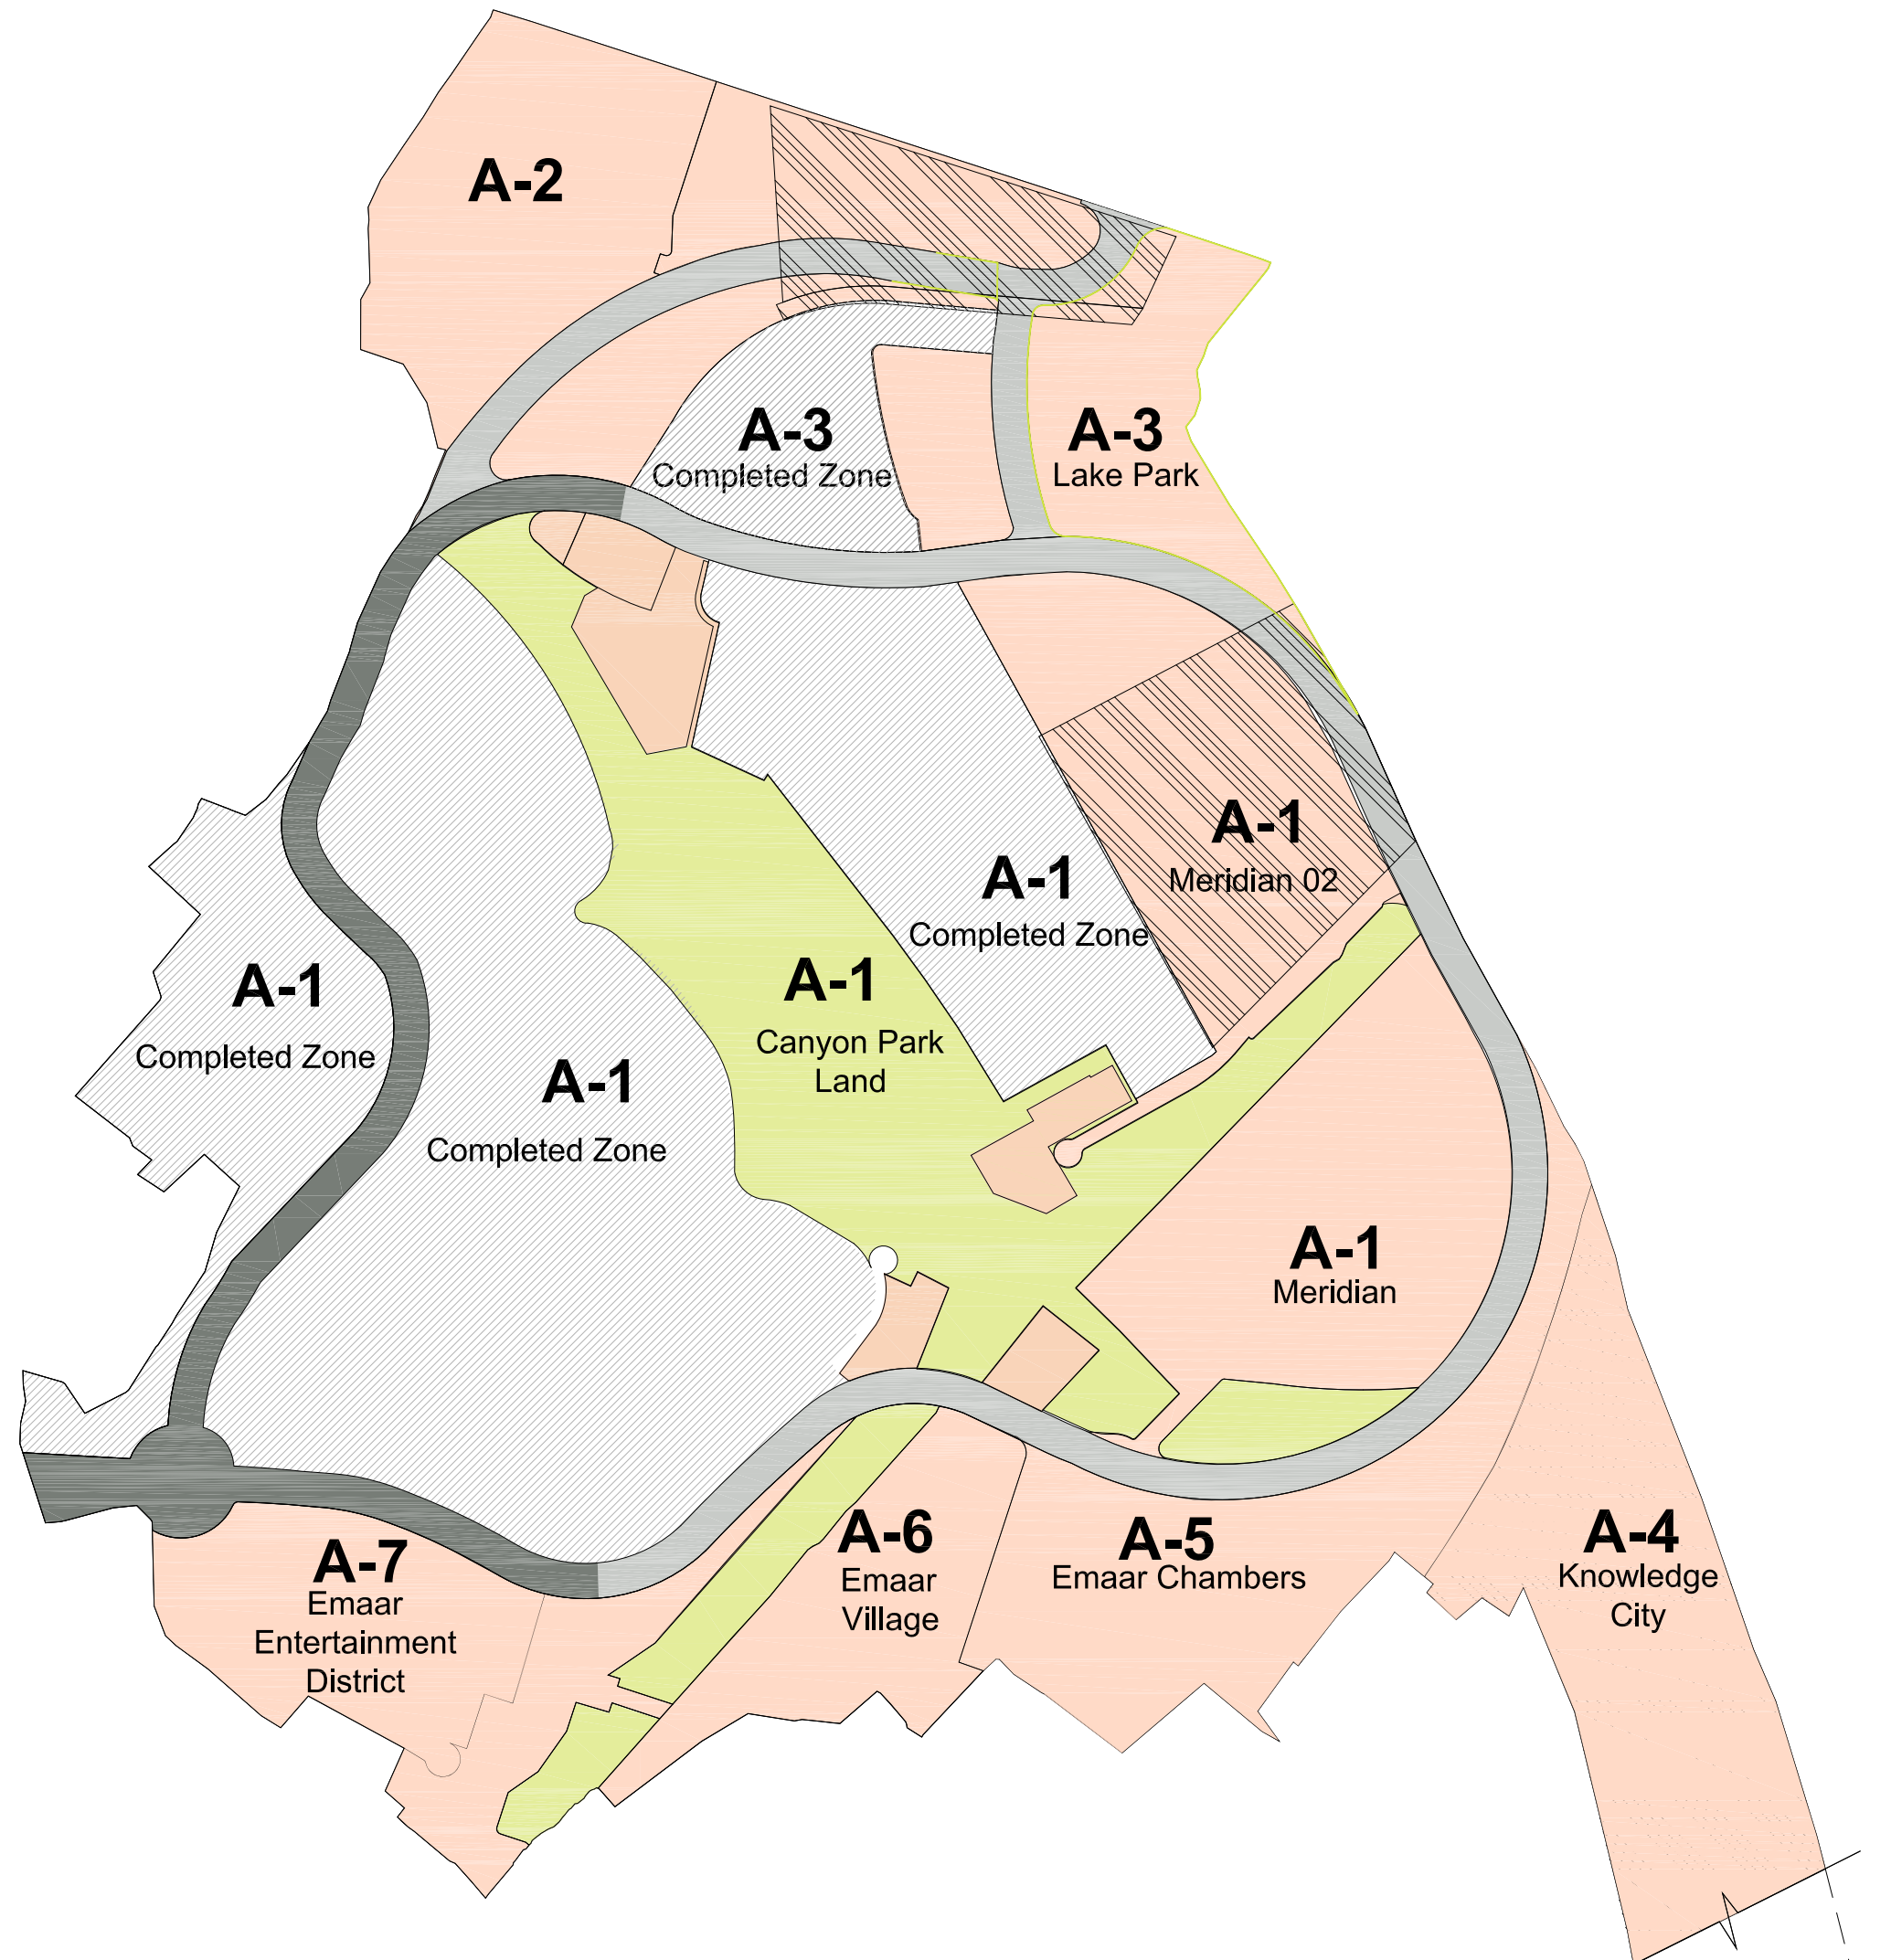 A-2
A-3
Completed Zone
A-3
Lake Park
A-1
Meridian 02
A-1
Completed Zone
A-1
Completed Zone
A-1
Canyon Park
Land
A-1
Completed Zone
A-1
Meridian
A-7
Emaar
Entertainment
District
A-6
Emaar
Village
A-5
Emaar Chambers
A-4
Knowledge
City